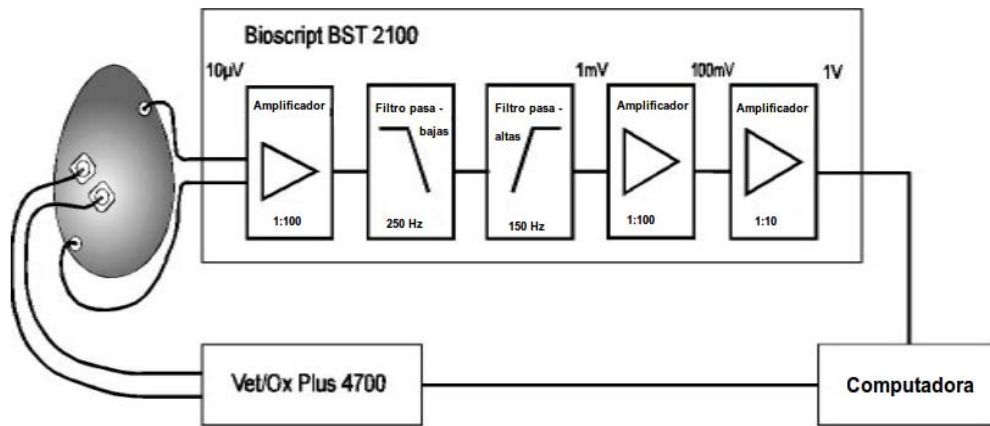 Bioscript BST 2100
10µV
1mV
100mV
1V
Amplificador
1:100
Filtro pasa -
bajas
250 Hz
Filtro pasa -
altas
150 Hz
Amplificador
1:100
Amplificador
1:10
Vet/Ox Plus 4700
Computadora